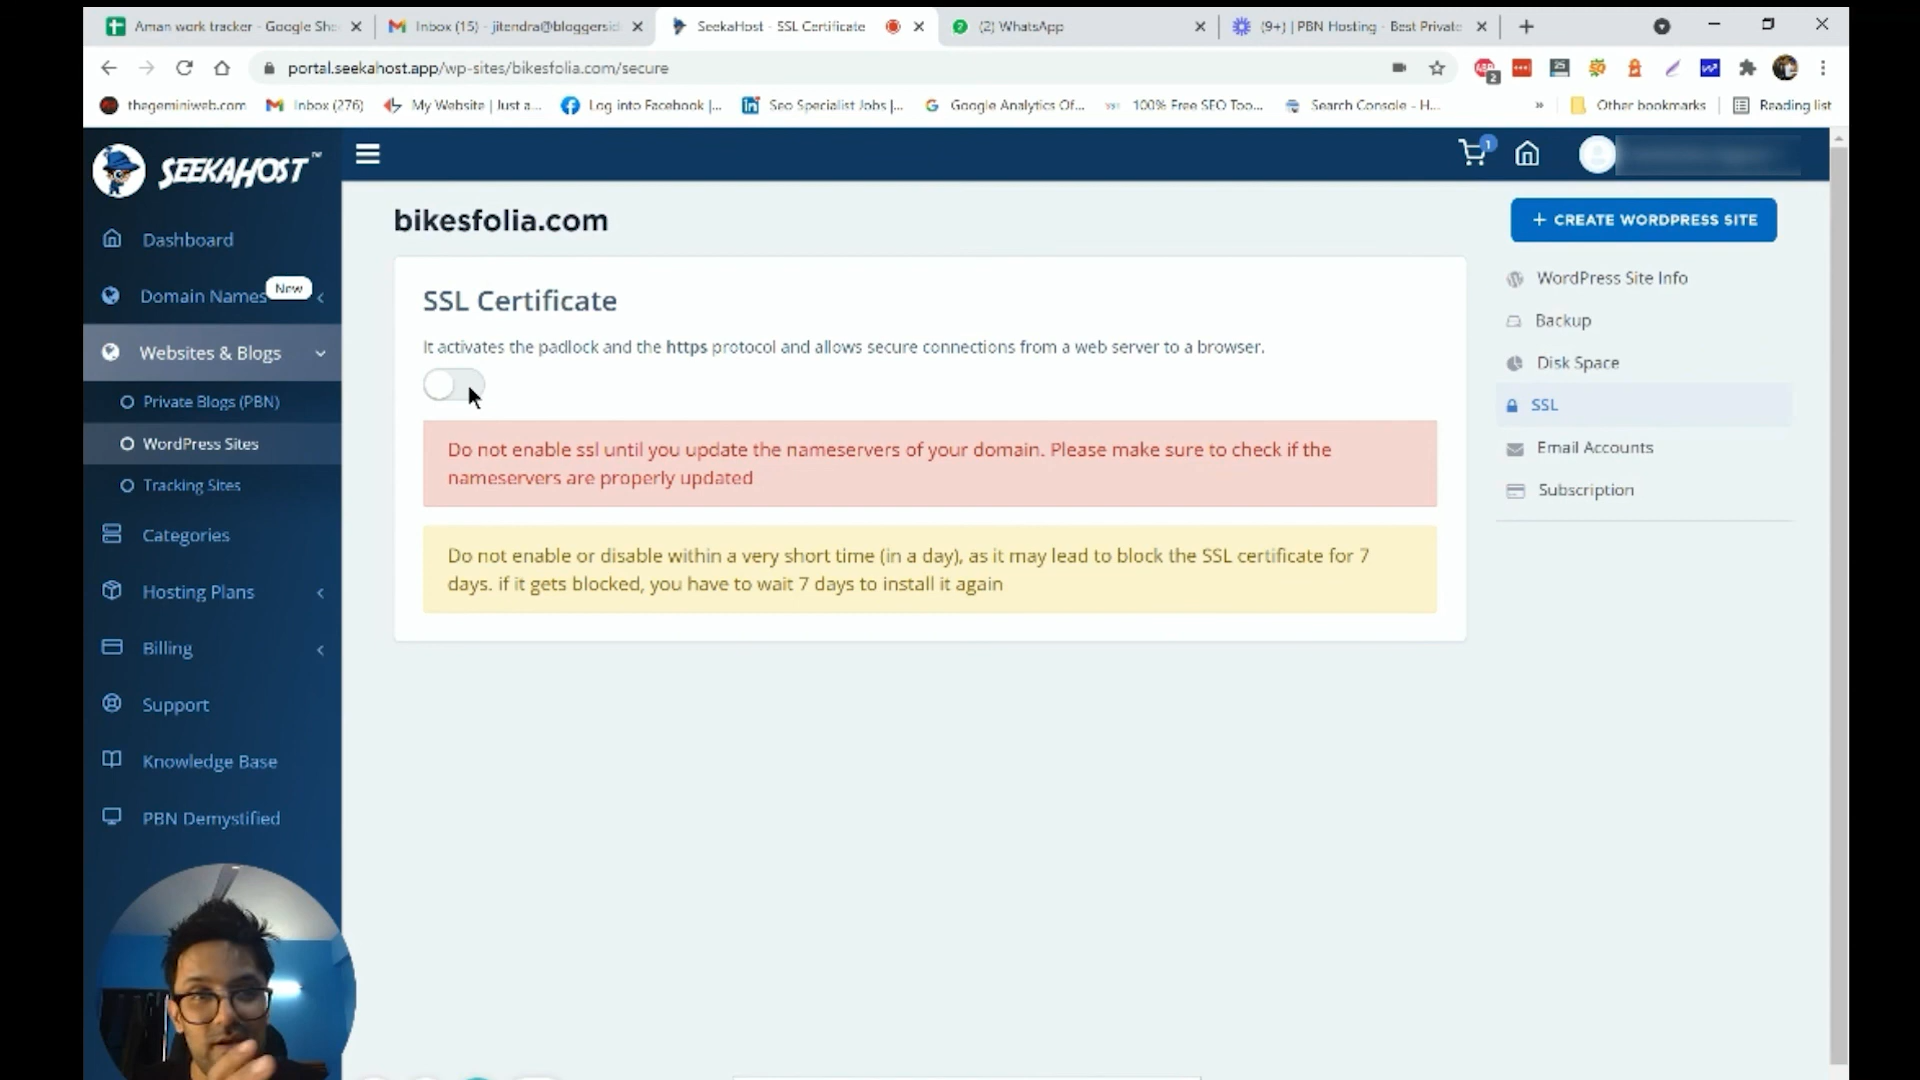 Aman work tracker - Google She
Inbox (15) - jitendra@bloggersid
SeekaHost - SSL Certificate
(2) WhatsApp
(9+) | PBN Hosting - Best Private
portal.seekahost.app/wp-sites/bikesfolia.com/secure
thegeminiweb.com
Inbox (276)
My Website | Just a...
Log into Facebook |...
Seo Specialist Jobs |...
Google Analytics Of...
100% Free SEO Too...
Search Console - H...
»
Other bookmarks
Reading list
SEEKAHOST™
1
bikesfolia.com
+ CREATE WORDPRESS SITE
Dashboard
Domain Names
New
Websites & Blogs
Private Blogs (PBN)
WordPress Sites
Tracking Sites
Categories
Hosting Plans
Billing
Support
Knowledge Base
PBN Demystified
SSL Certificate
It activates the padlock and the https protocol and allows secure connections from a web server to a browser.
Do not enable ssl until you update the nameservers of your domain. Please make sure to check if the
nameservers are properly updated
Do not enable or disable within a very short time (in a day), as it may lead to block the SSL certificate for 7
days. if it gets blocked, you have to wait 7 days to install it again
WordPress Site Info
Backup
Disk Space
SSL
Email Accounts
Subscription